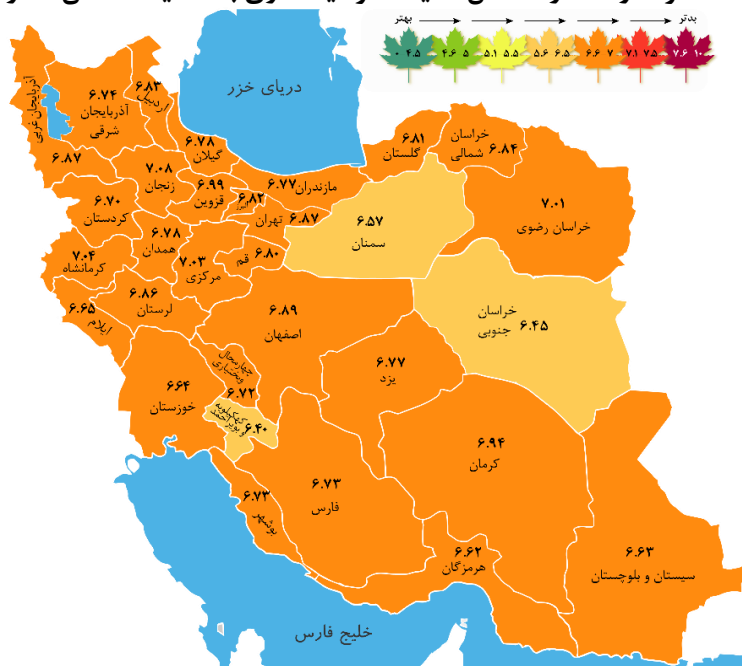 بهتر
بدتر
۰ ۴.۵
۴.۶ ۵
۵.۱ ۵.۵
۵.۶ ۶.۵
۶.۶ ۷
۷.۱ ۷.۵
۷.۶ ۱۰
دریای خزر
آذربایجان غربی
۶.۸۷
۶.۷۴
آذربایجان
شرقی
۶.۸۳
اردبیل
۶.۷۸
گیلان
۷.۰۸
زنجان
۶.۹۹
قزوین
۶.۸۲
البرز
مازندران ۶.۷۷
۶.۸۱
گلستان
خراسان
شمالی ۶.۸۴
۷.۰۱
خراسان رضوی
۶.۵۷
سمنان
تهران ۶.۸۷
۶.۷۰
کردستان
۶.۷۸
همدان
۷.۰۴
کرمانشاه
۷.۰۳
مرکزی
قم ۶.۸۰
۶.۸۶
لرستان
۶.۶۵
ایلام
۶.۸۹
اصفهان
خراسان
جنوبی ۶.۴۵
۶.۷۷
یزد
چهارمحال
وبختیاری
۶.۷۲
۶۶۴
خوزستان
کهکیلویه
و بویراحمد
۶.۴۰
۶.۹۴
کرمان
۶.۷۳
فارس
۶.۷۳
بوشهر
۶.۶۲
هرمزگان
۶.۶۳
سیستان و بلوچستان
خلیج فارس